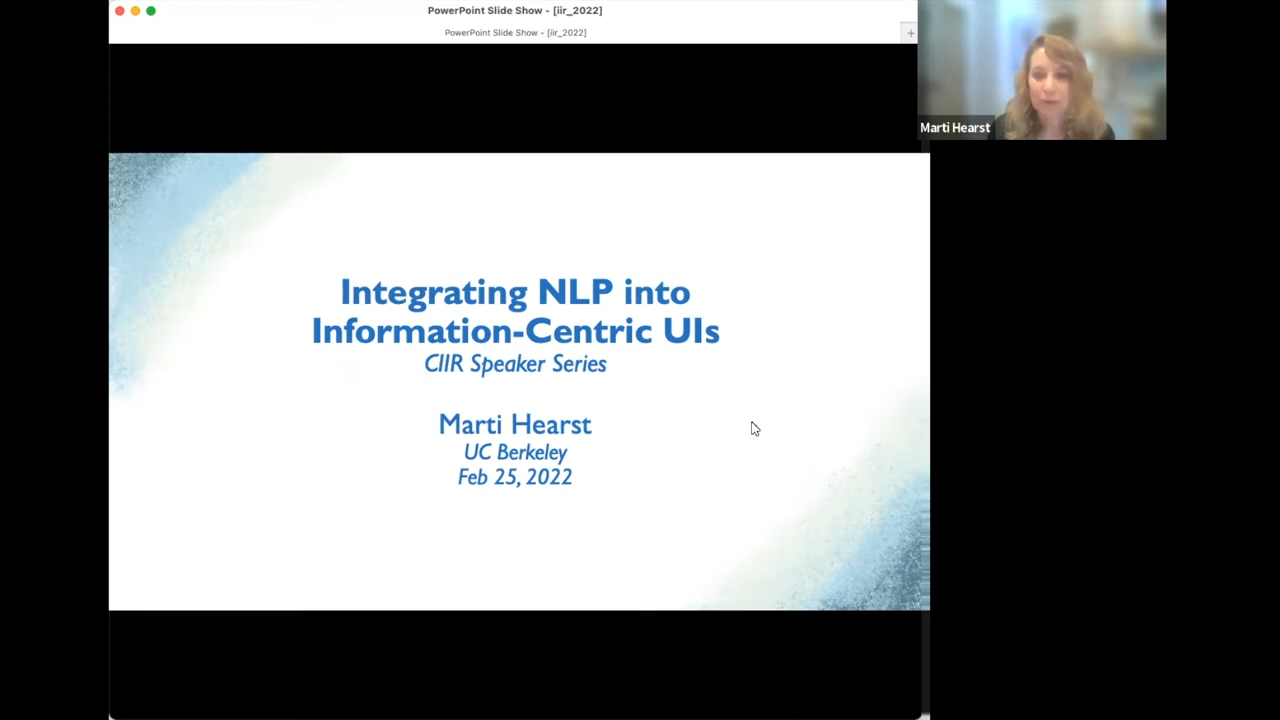 PowerPoint Slide Show - [iir_2022]
PowerPoint Slide Show - [iir_2022]
+
Marti Hearst
Integrating NLP into
Information-Centric UIs
CIIR Speaker Series
Marti Hearst
UC Berkeley
Feb 25, 2022